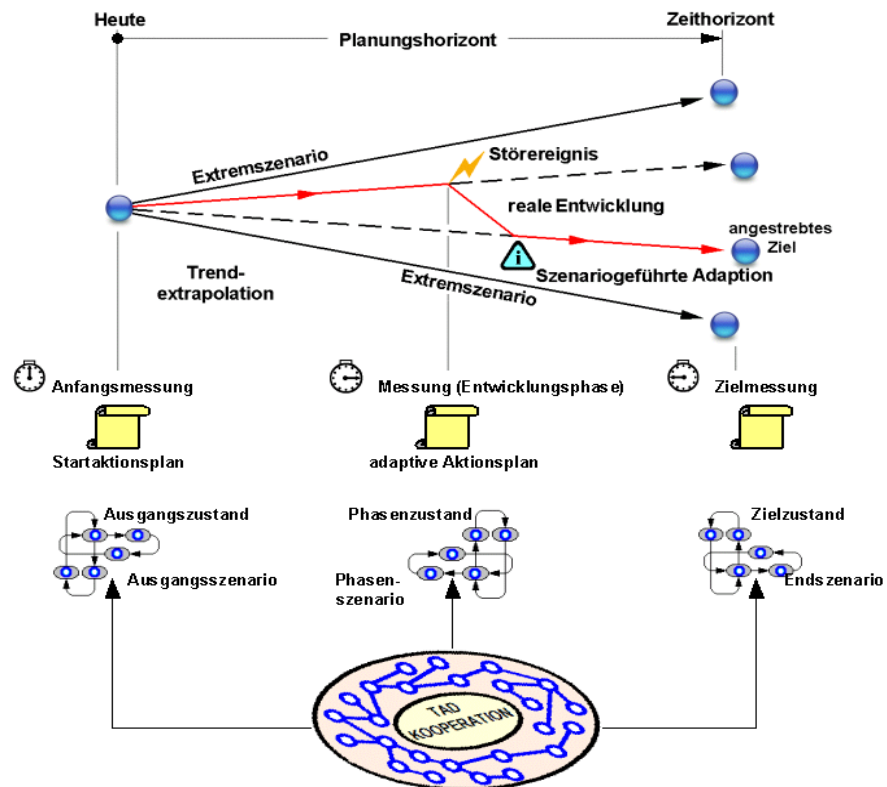 Heute
Zeithorizont
Planungshorizont
Extremszenario
Störereignis
reale Entwicklung
angestrebtes
Ziel
Szenariogeführte Adaption
Trend-
extrapolation
Extremszenario
i
Anfangsmessung
Messung (Entwicklungsphase)
Zielmessung
Startaktionsplan
adaptive Aktionsplan
Ausgangszustand
Phasenzustand
Zielzustand
Ausgangsszenario
Phasen-
szenario
Endszenario
TAD
KOOPERATION